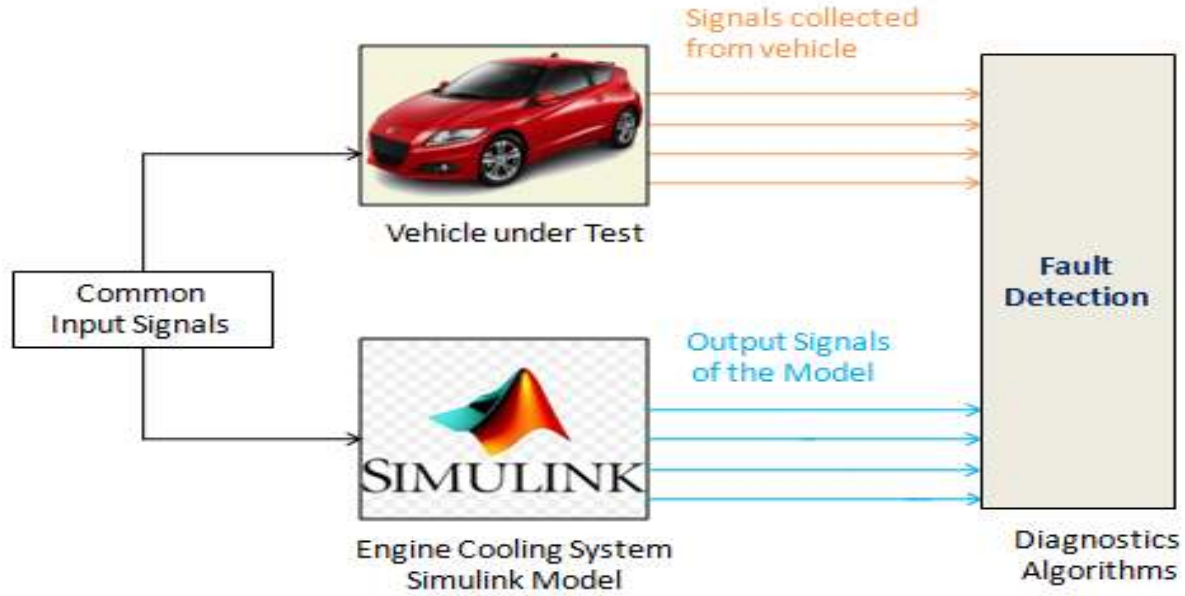 Signals collected
from vehicle
Vehicle under Test
Common
Input Signals
Fault
Detection
Output Signals
of the Model
SIMULINK
Engine Cooling System
Simulink Model
Diagnostics
Algorithms